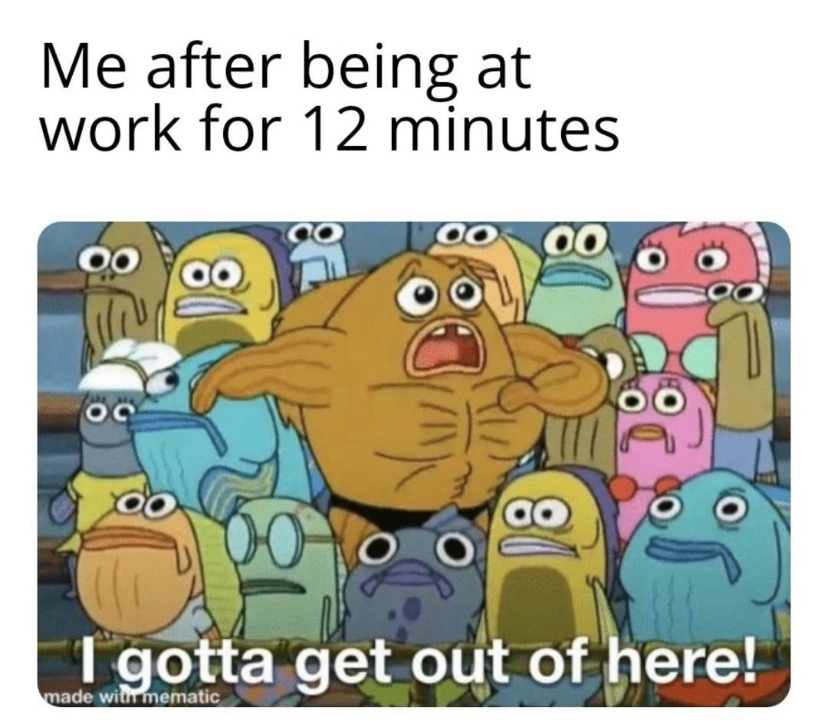 Me after being at
work for 12 minutes
I gotta get out of here!
made with mematic